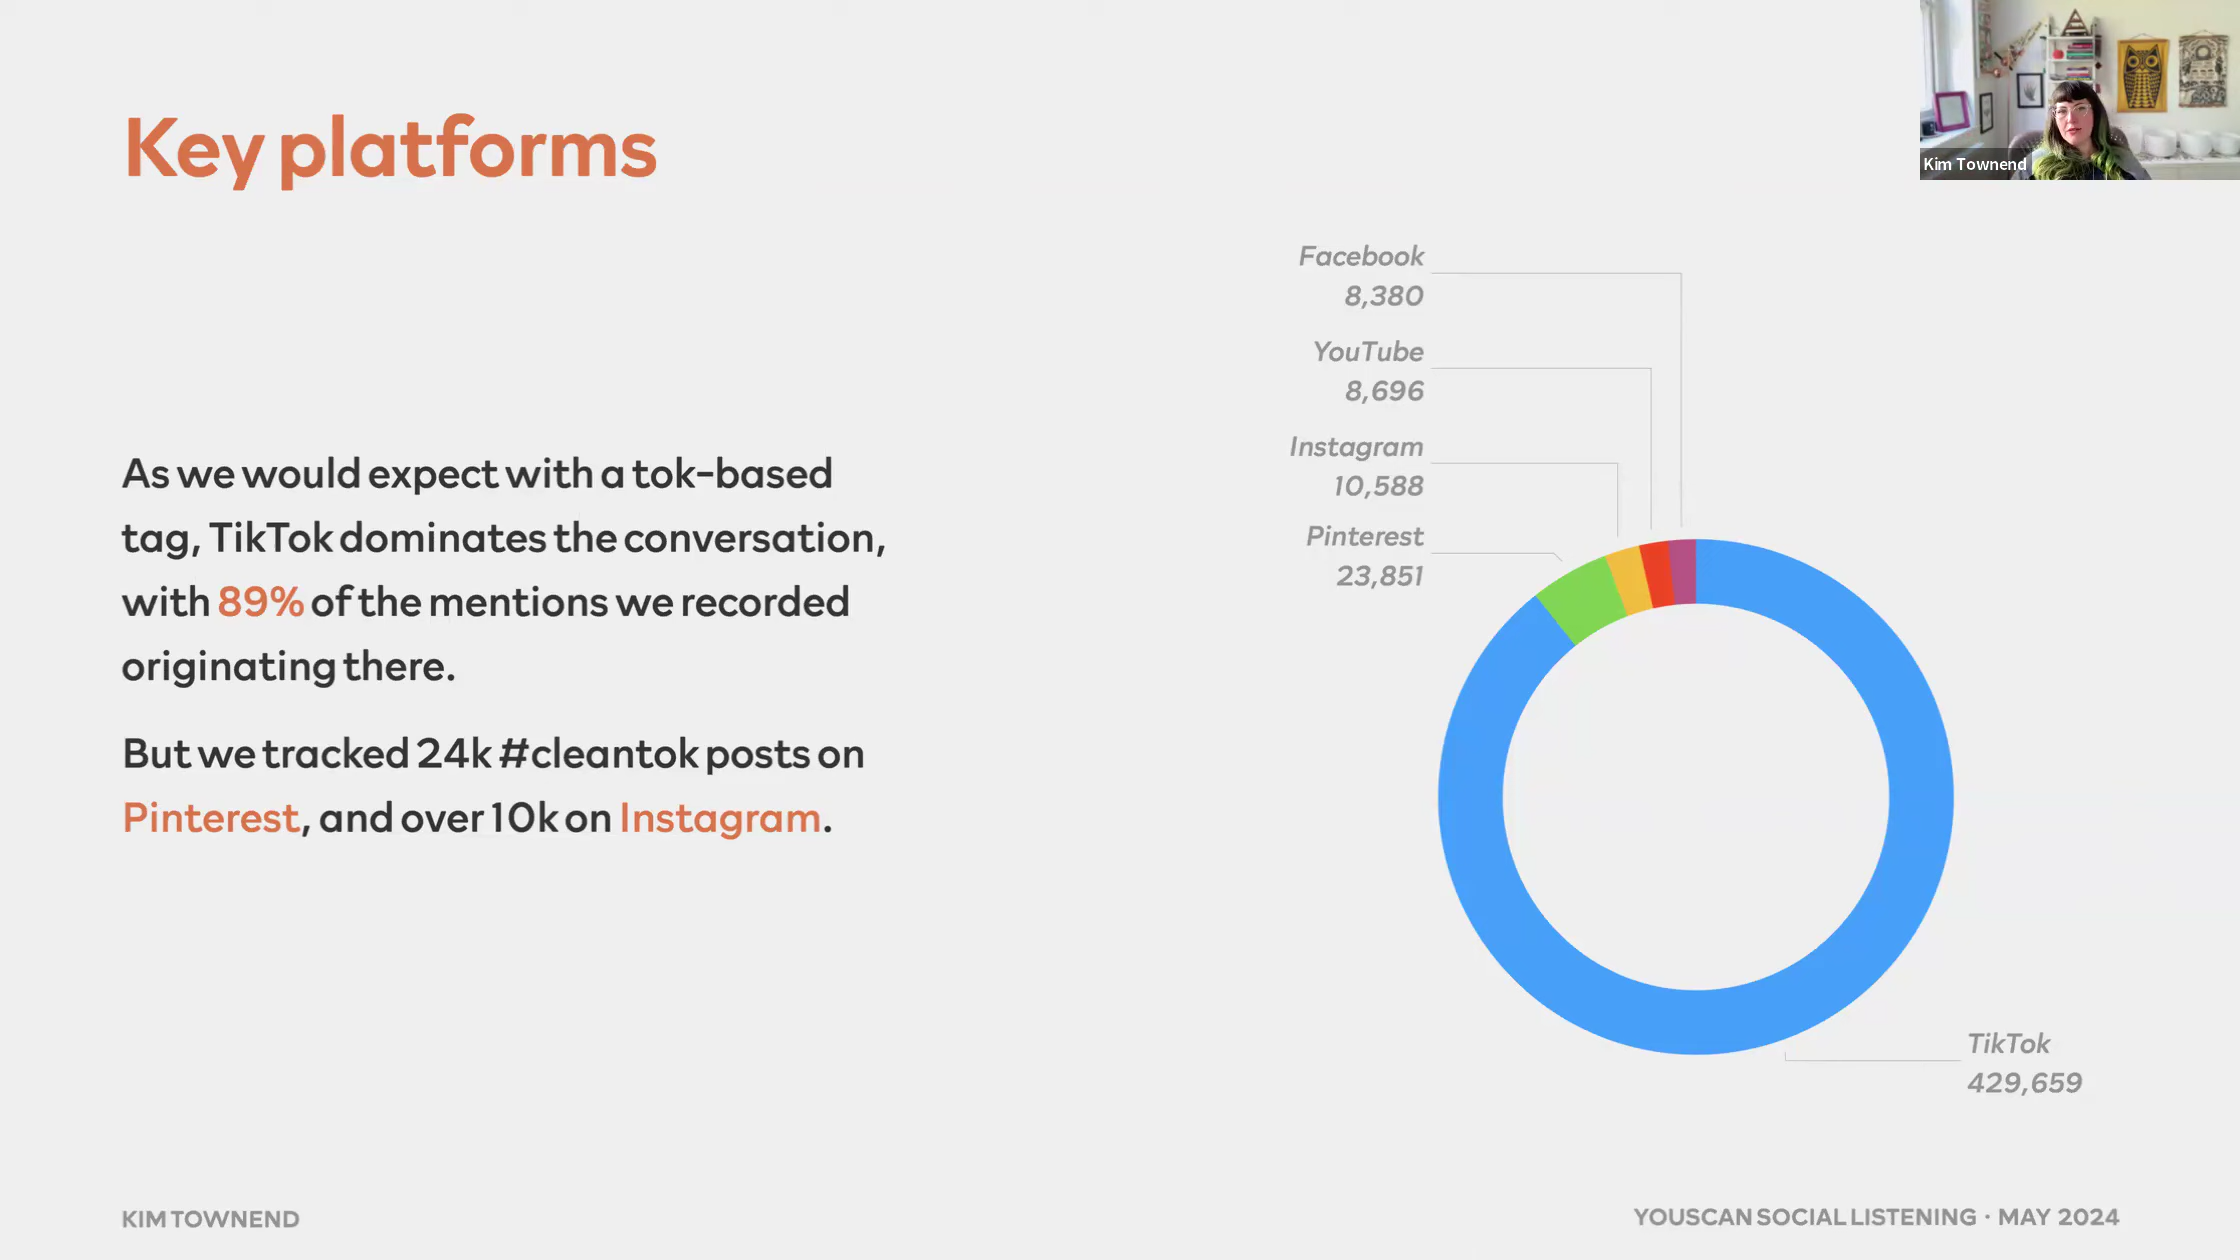 Key platforms
Kim Townend
As we would expect with a tok-based
tag, TikTok dominates the conversation,
with 89% of the mentions we recorded
originating there.
But we tracked 24k #cleantok posts on
Pinterest, and over 10k on Instagram.
Facebook
8,380
YouTube
8,696
Instagram
10,588
Pinterest
23,851
TikTok
429,659
KIM TOWNEND
YOUSCAN SOCIAL LISTENING · MAY 2024